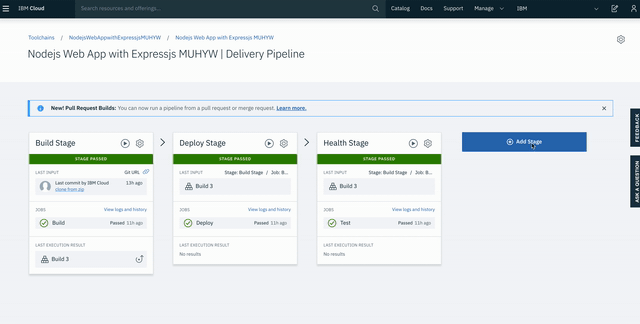 IBM Cloud
Search resources and offerings...
Catalog
Docs
Support
Manage
IBM
Toolchains / NodejsWebAppwithExpressjsMUHYW / Nodejs Web App with Expressjs MUHYW
Nodejs Web App with Expressjs MUHYW | Delivery Pipeline
New! Pull Request Builds: You can now run a pipeline from a pull request or merge request. Learn more.
FEEDBACK
ASK A QUESTION
Build Stage
STAGE PASSED
LAST INPUT
Git URL
Last commit by IBM Cloud
13h ago
clone from zip
JOBS
View logs and history
Build
Passed 11h ago
LAST EXECUTION RESULT
Build 3
Deploy Stage
STAGE PASSED
LAST INPUT
Stage: Build Stage / Job: B...
Build 3
JOBS
View logs and history
Deploy
Passed 11h ago
LAST EXECUTION RESULT
No results
Health Stage
STAGE PASSED
LAST INPUT
Stage: Build Stage / Job: B...
Build 3
JOBS
View logs and history
Test
Passed 11h ago
LAST EXECUTION RESULT
No results
Add Stage